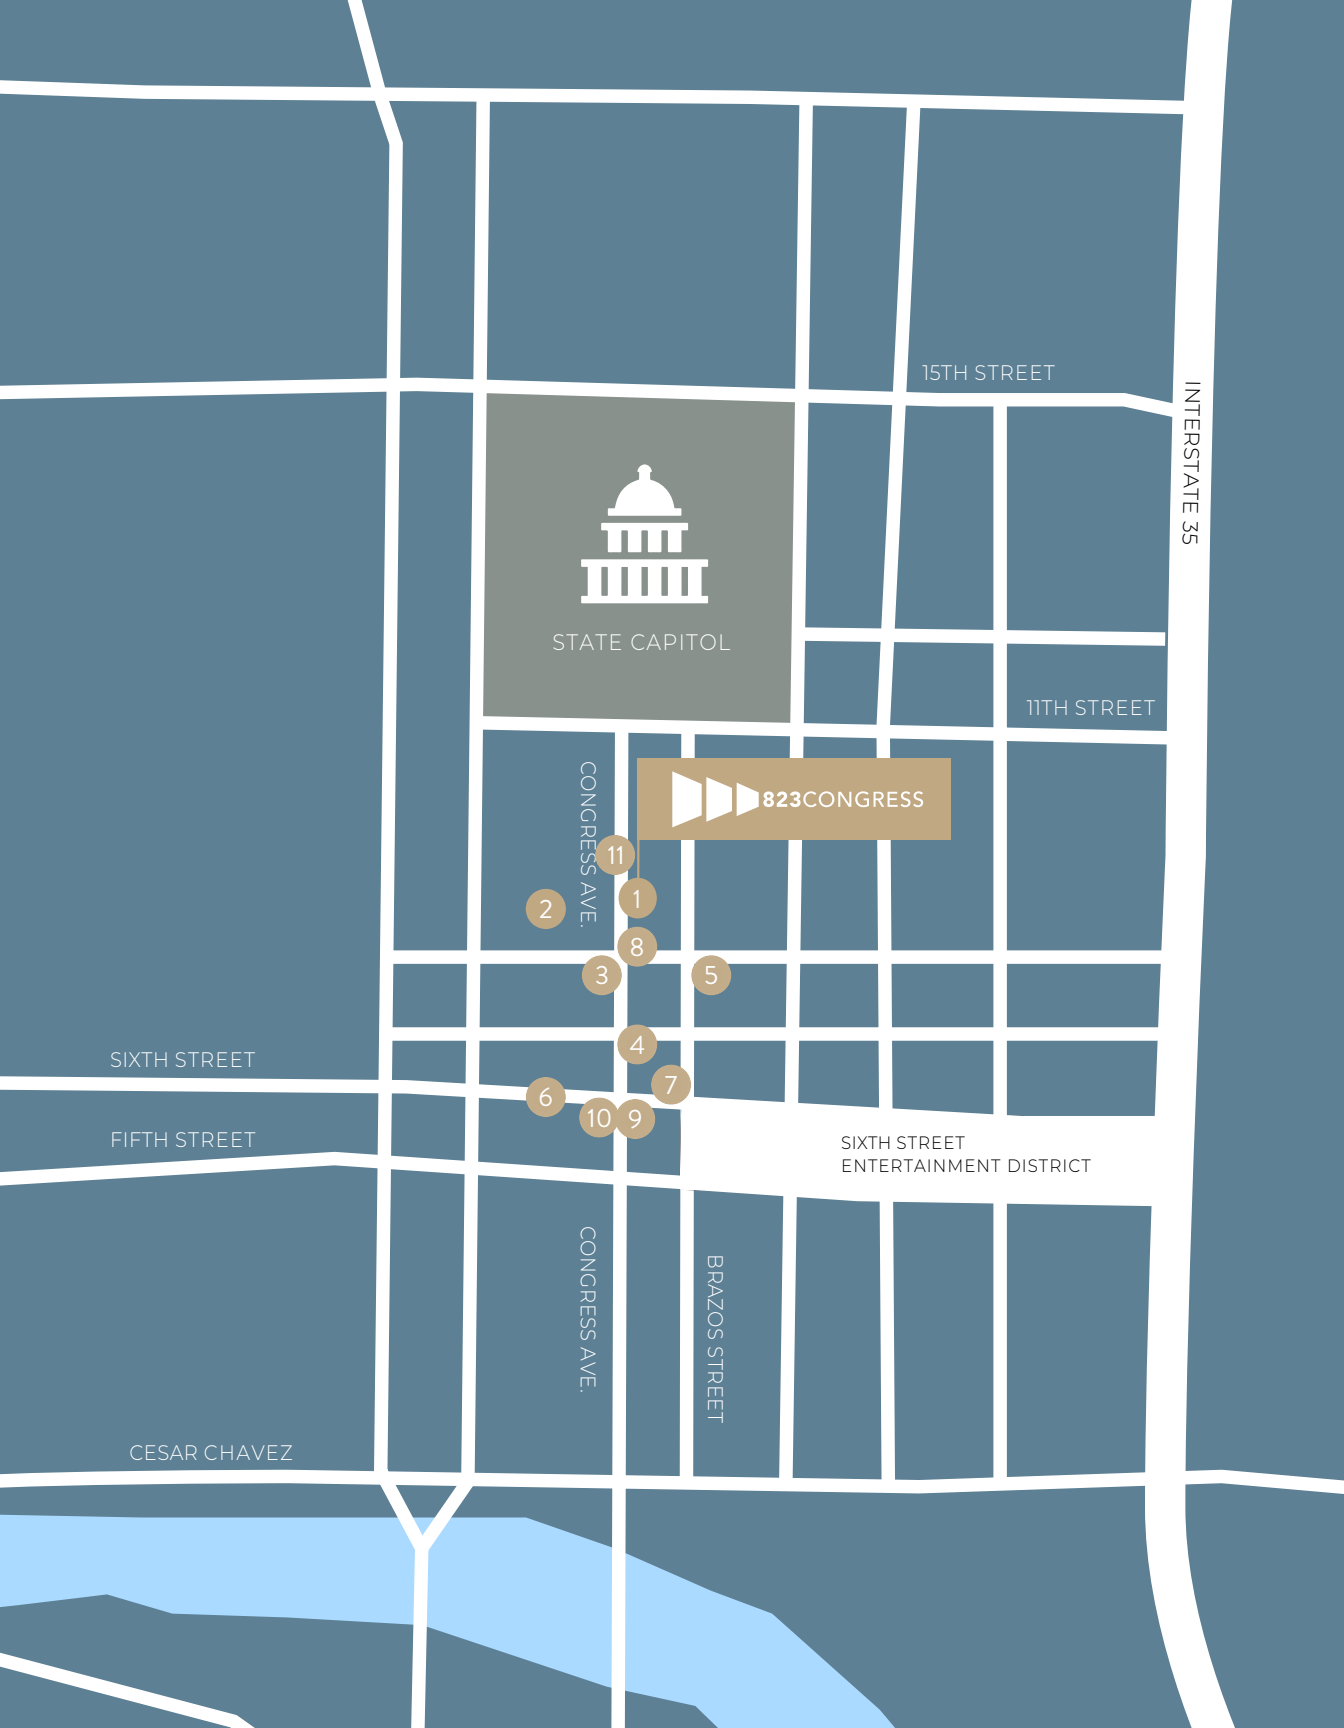 15TH STREET
INTERSTATE 35
STATE CAPITOL
11TH STREET
CONGRESS AVE.
823CONGRESS
11
1
2
8
3
5
4
SIXTH STREET
7
6
10
9
FIFTH STREET
SIXTH STREET
ENTERTAINMENT DISTRICT
CONGRESS AVE.
BRAZOS STREET
CESAR CHAVEZ